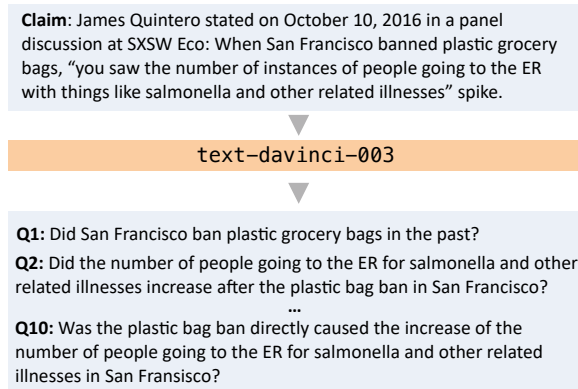 Claim: James Quintero stated on October 10, 2016 in a panel
discussion at SXSW Eco: When San Francisco banned plastic grocery
bags, “you saw the number of instances of people going to the ER
with things like salmonella and other related illnesses” spike.
text-davinci-003
Q1: Did San Francisco ban plastic grocery bags in the past?
Q2: Did the number of people going to the ER for salmonella and other
related illnesses increase after the plastic bag ban in San Francisco?
...
Q10: Was the plastic bag ban directly caused the increase of the
number of people going to the ER for salmonella and other related
illnesses in San Fransisco?